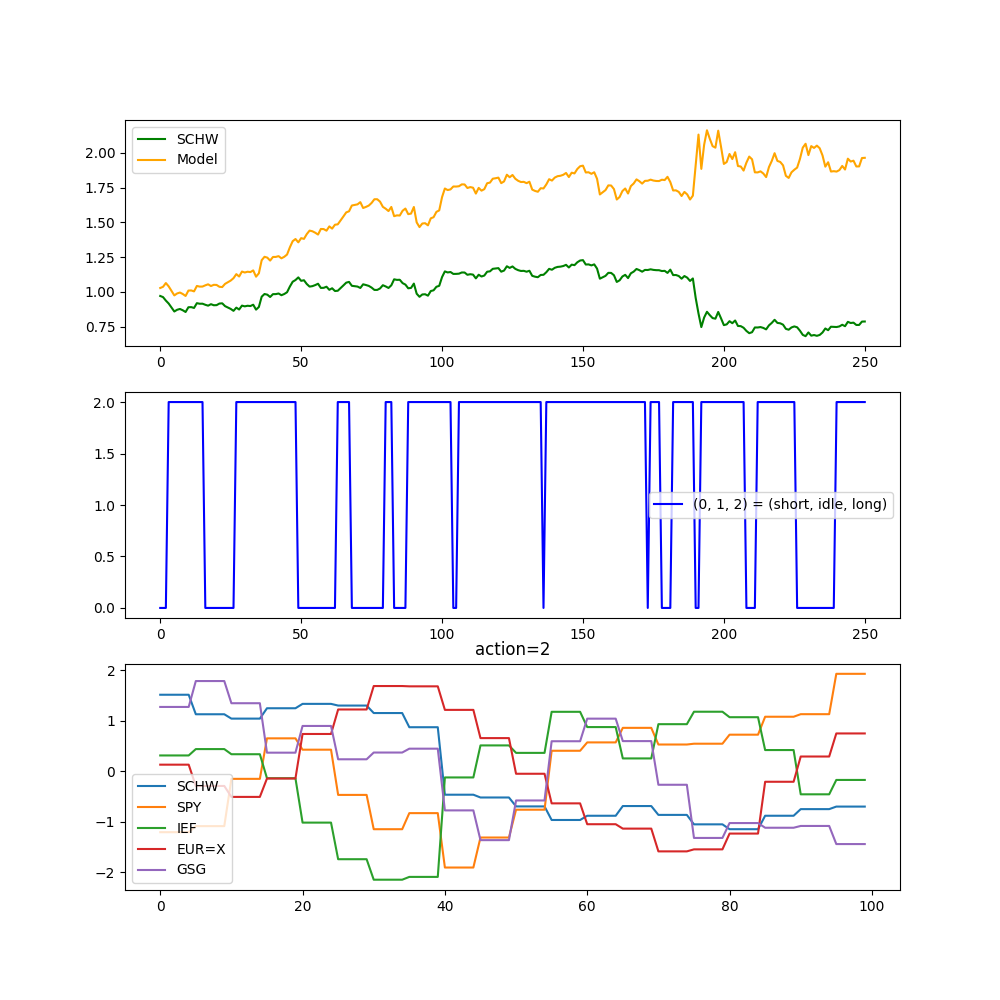 SCHW
Model
2.00
1.75
1.50
1.25
1.00
0.75
0 50 100 150 200 250
2.0
1.5
1.0
0.5
0.0
(0, 1, 2) = (short, idle, long)
0 50 100 150 200 250
action=2
2
1
0
−1
−2
SCHW
SPY
IEF
EUR=X
GSG
0 20 40 60 80 100